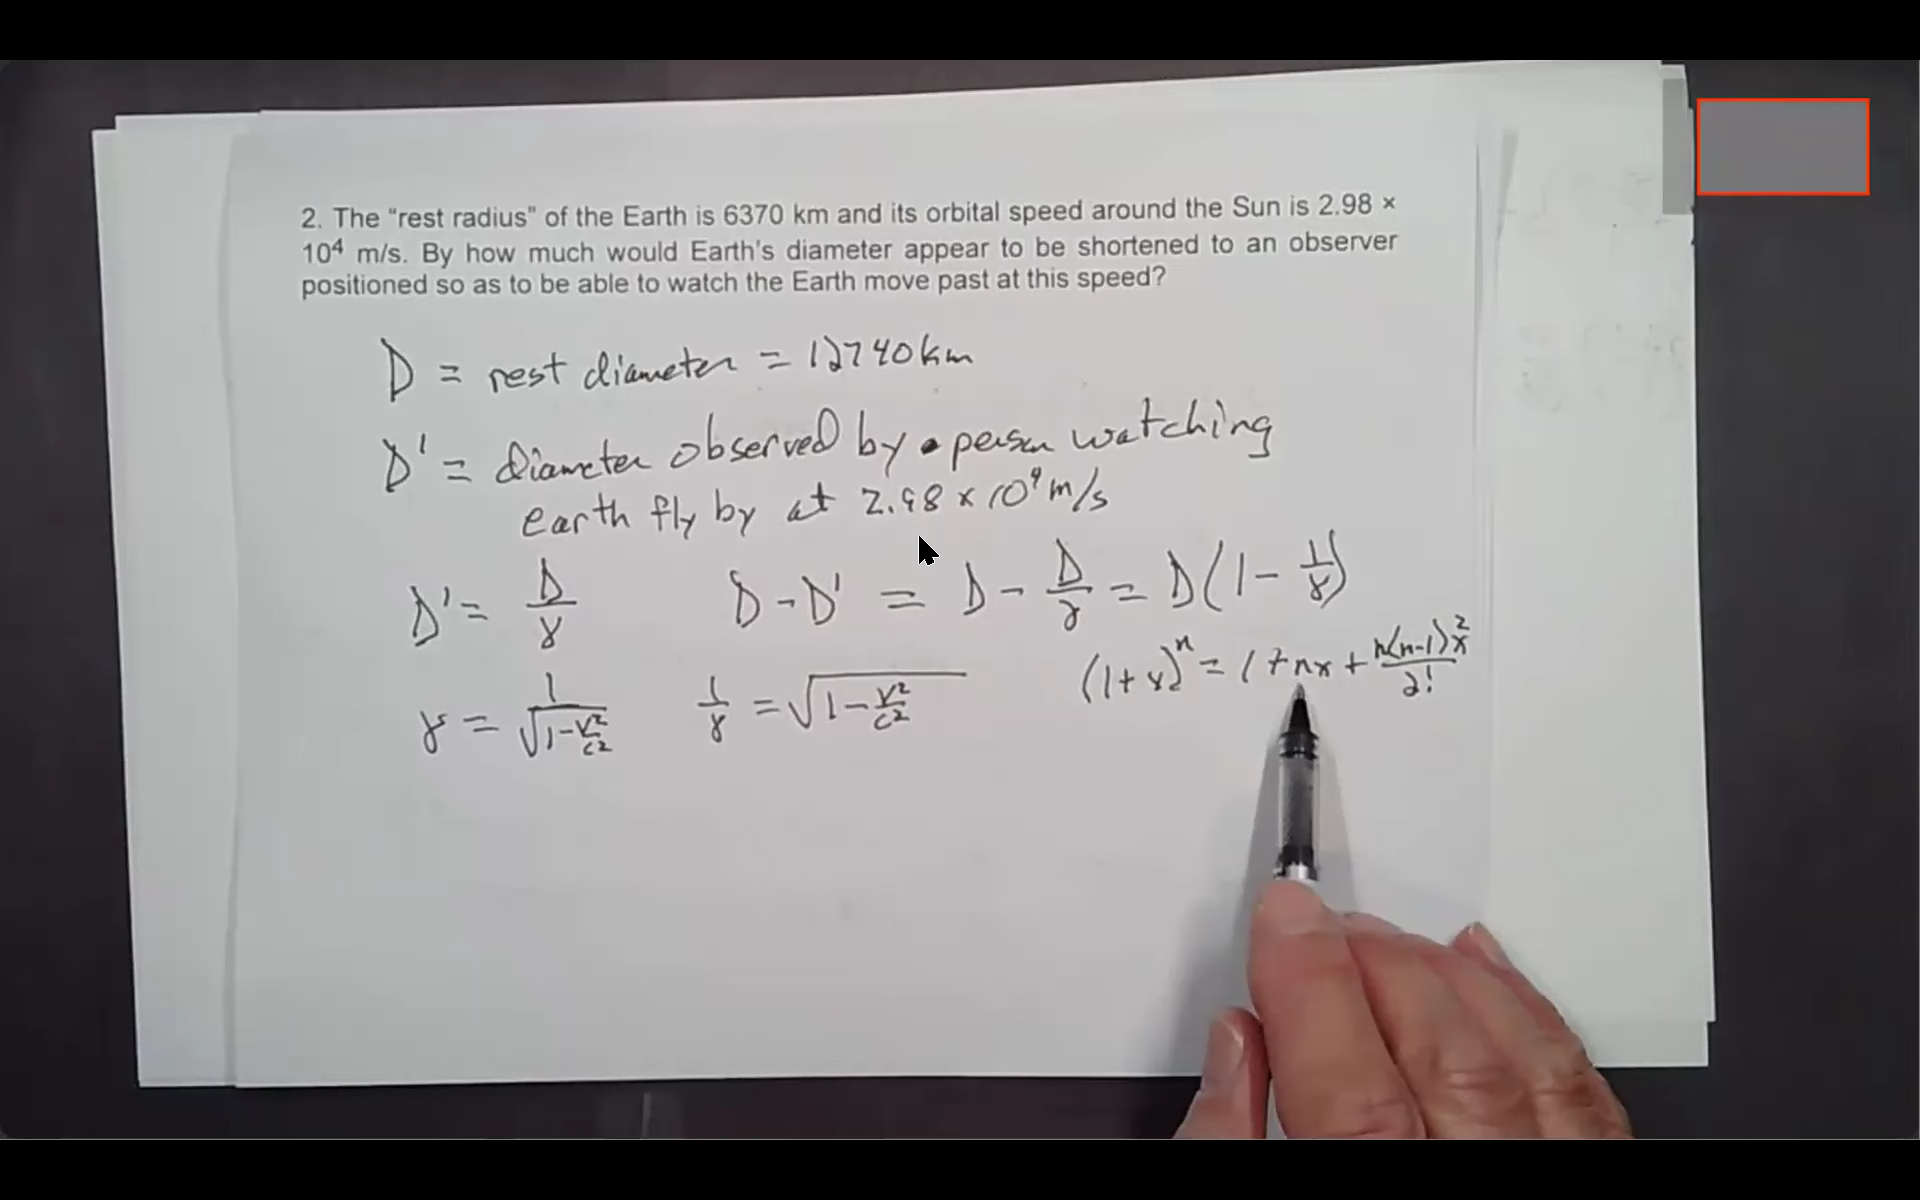 2. The “rest radius” of the Earth is 6370 km and its orbital speed around the Sun is 2.98 ×
10⁴ m/s. By how much would Earth's diameter appear to be shortened to an observer
positioned so as to be able to watch the Earth move past at this speed?
D = rest diameter = 12740 km
D' = diameter observed by person watching
earth fly by at 2.98 × 10⁴ m/s
D' = D/γ    D - D' = D - D/γ = D(1 - 1/γ)
(1+x)ⁿ = 1 + nx + n(n-1)x²/2!
γ = 1/√(1-v²/c²)    1/γ = √(1-v²/c²)